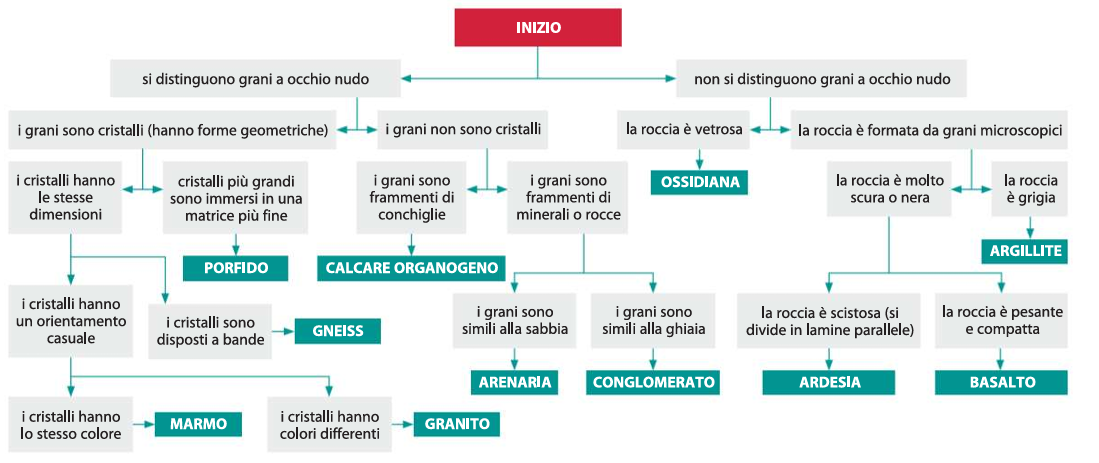 INIZIO
si distinguono grani a occhio nudo
non si distinguono grani a occhio nudo
i grani sono cristalli (hanno forme geometriche)
i grani non sono cristalli
la roccia è vetrosa
la roccia è formata da grani microscopici
i cristalli hanno
le stesse
dimensioni
cristalli più grandi
sono immersi in una
matrice più fine
i grani sono
frammenti di
conchiglie
i grani sono
frammenti di
minerali o rocce
OSSIDIANA
la roccia è molto
scura o nera
la roccia
è grigia
PORFIDO
CALCARE ORGANOGENO
ARGILLITE
i cristalli hanno
un orientamento
casuale
i cristalli sono
disposti a bande
GNEISS
i grani sono
simili alla sabbia
i grani sono
simili alla ghiaia
la roccia è scistosa (si
divide in lamine parallele)
la roccia è pesante
e compatta
ARENARIA
CONGLOMERATO
ARDESIA
BASALTO
i cristalli hanno
lo stesso colore
MARMO
i cristalli hanno
colori differenti
GRANITO